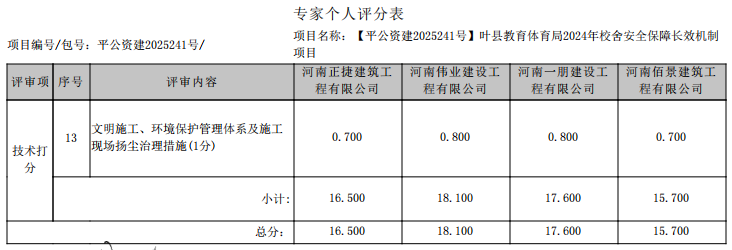 专家个人评分表
项目编号/包号：平公资建2025241号/
项目名称：【平公资建2025241号】叶县教育体育局2024年校舍安全保障长效机制
项目
评审项 序号 评审内容 河南正捷建筑工程有限公司 河南伟业建设工程有限公司 河南一朋建设工程有限公司 河南佰景建筑工程有限公司
技术打分 13 文明施工、环境保护管理体系及施工
现场扬尘治理措施(1分) 0.700 0.800 0.800 0.700
小计: 16.500 18.100 17.600 15.700
总分: 16.500 18.100 17.600 15.700